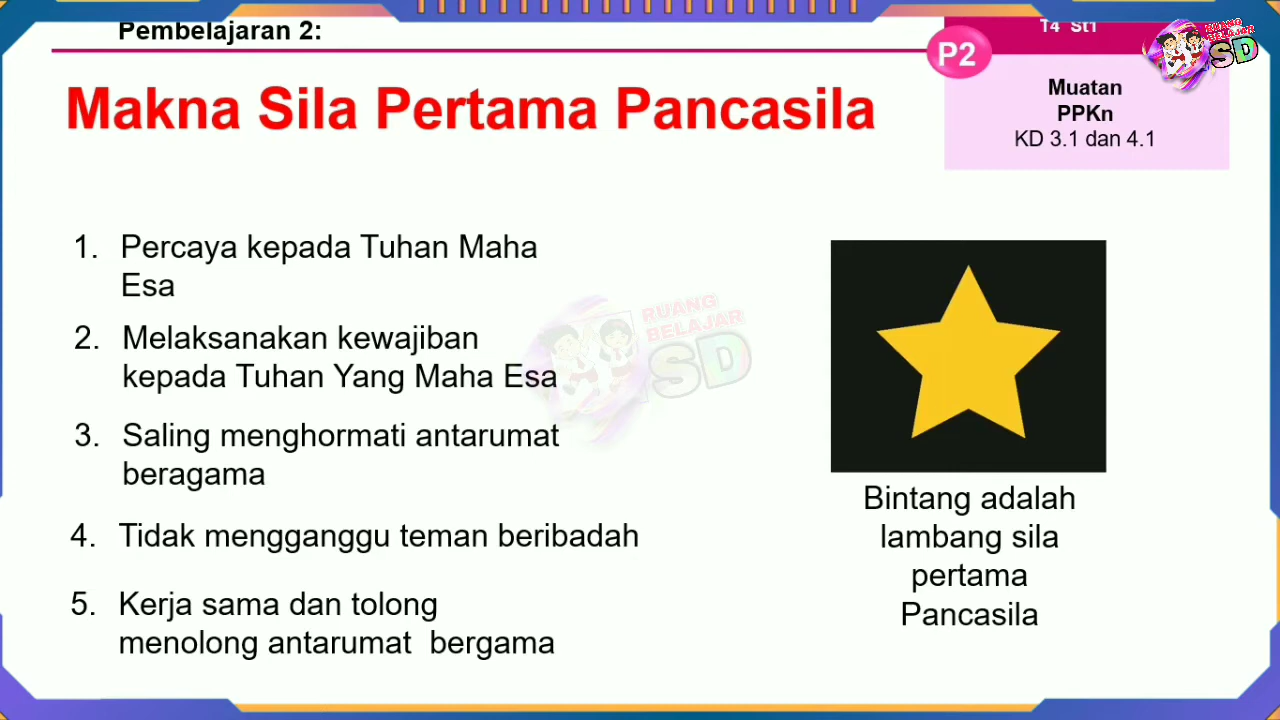 Pembelajaran 2:
T4 St1
P2
RUANG
BELAJAR
SD
Makna Sila Pertama Pancasila
Muatan
PPKn
KD 3.1 dan 4.1
1. Percaya kepada Tuhan Maha
Esa
2. Melaksanakan kewajiban
kepada Tuhan Yang Maha Esa
3. Saling menghormati antarumat
beragama
4. Tidak mengganggu teman beribadah
5. Kerja sama dan tolong
menolong antarumat bergama
RUANG
BELAJAR
SD
Bintang adalah
lambang sila
pertama
Pancasila